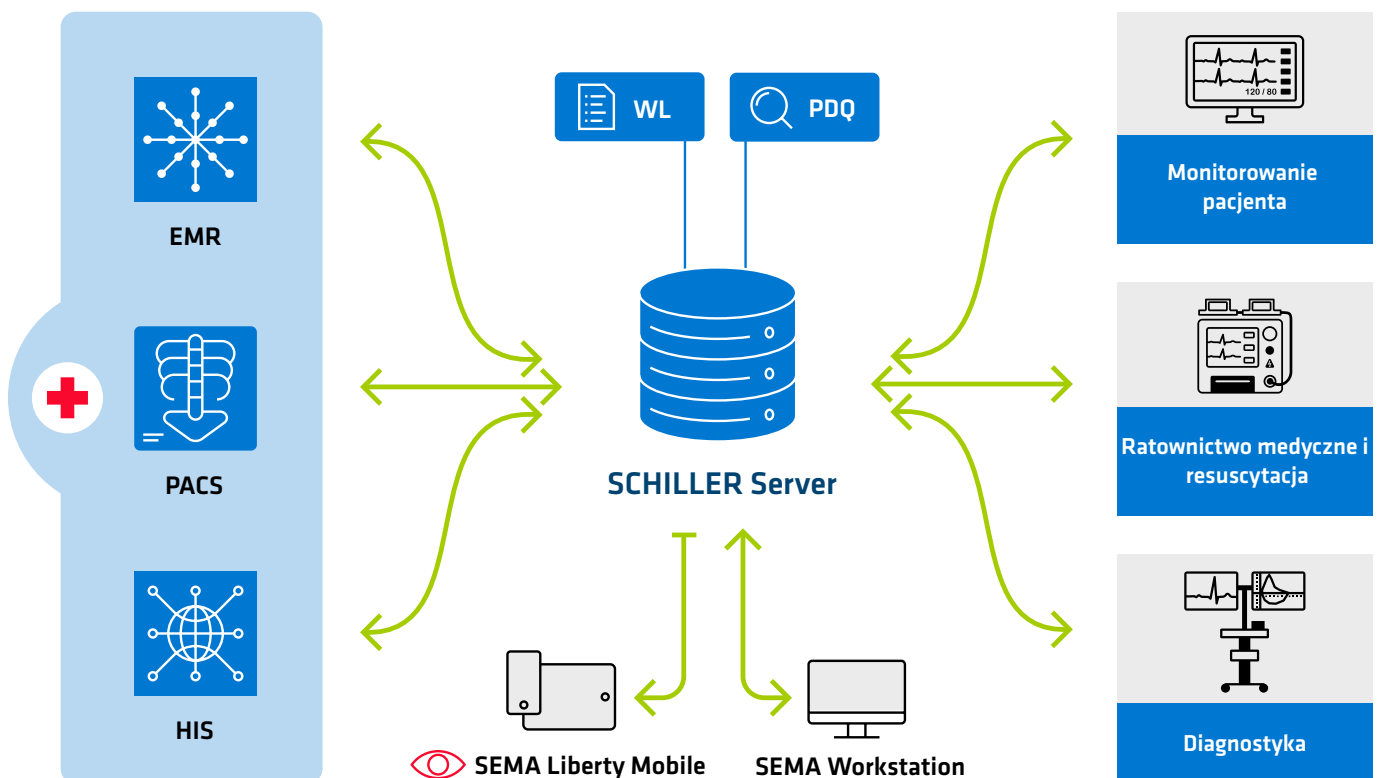 WL
PDQ
EMR
PACS
HIS
SCHILLER Server
SEMA Liberty Mobile
SEMA Workstation
120 / 80
Monitorowanie
pacjenta
Ratownictwo medyczne i
resuscytacja
Diagnostyka